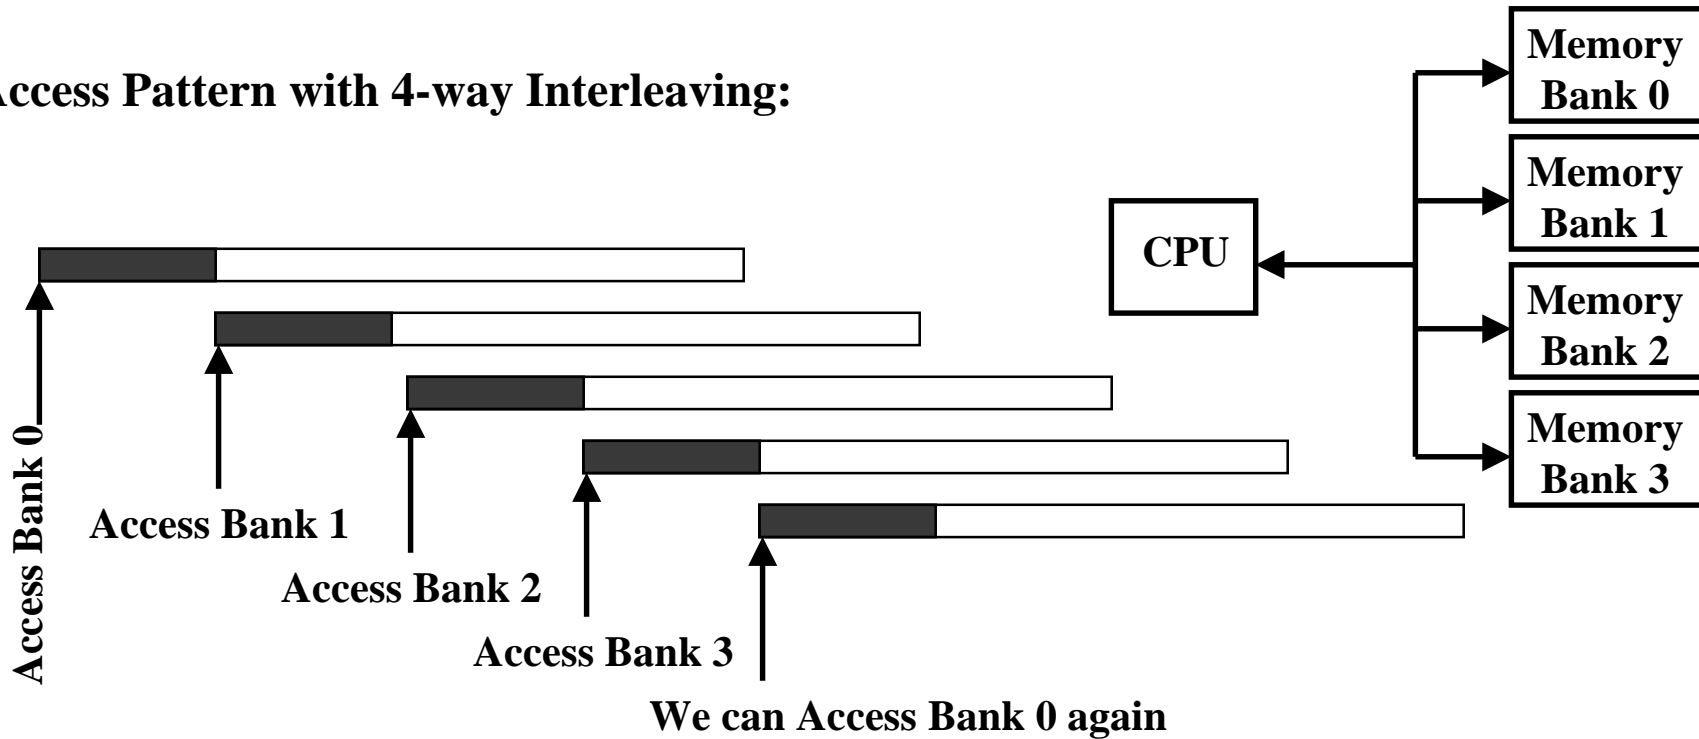 ccess Pattern with 4-way Interleaving:
Memory
Bank 0
Memory
Bank 1
CPU
Memory
Bank 2
Memory
Bank 3
Access Bank 0
Access Bank 1
Access Bank 2
Access Bank 3
We can Access Bank 0 again